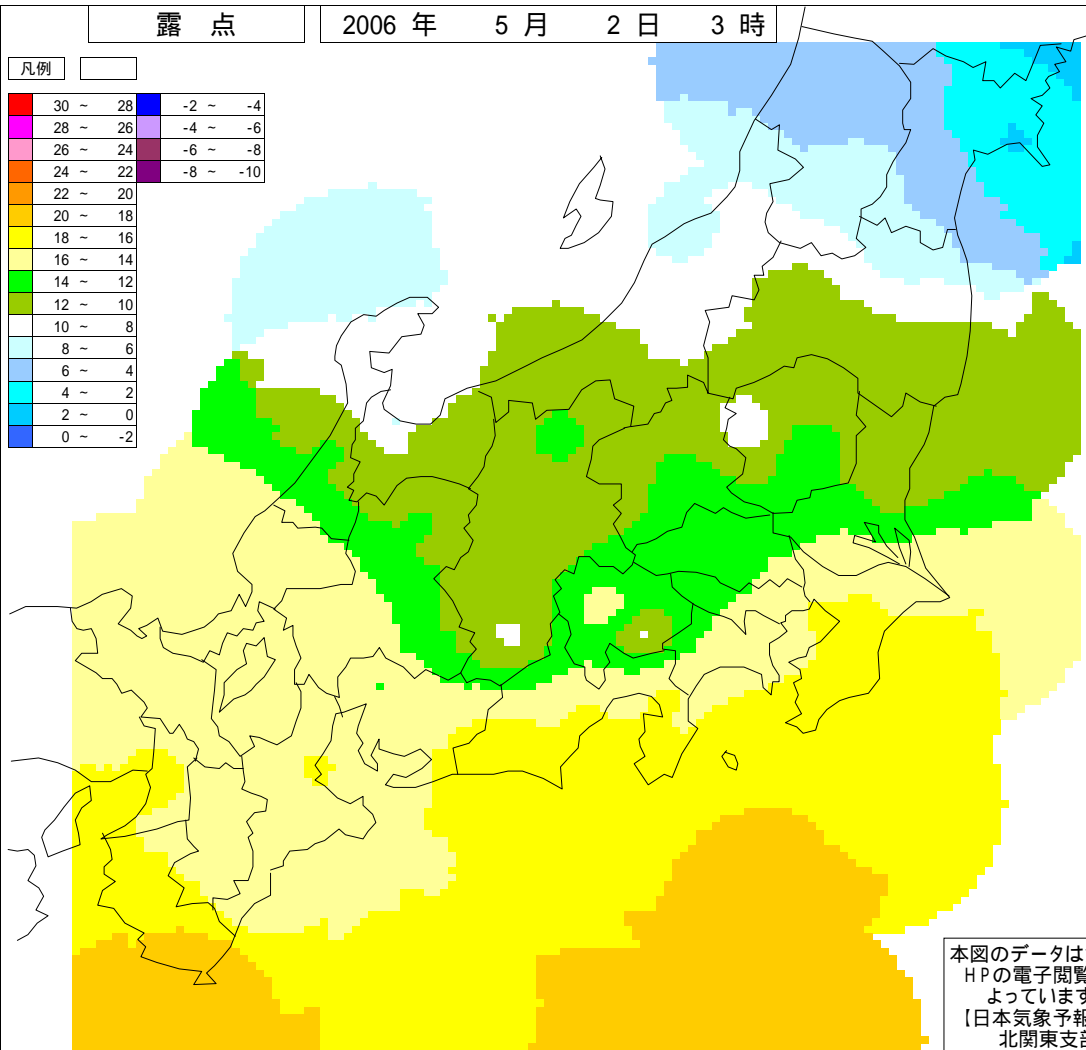 露 点
2006 年 5 月 2 日 3 時
凡例
30 ~ 28 -2 ~ -4
28 ~ 26 -4 ~ -6
26 ~ 24 -6 ~ -8
24 ~ 22 -8 ~ -10
22 ~ 20
20 ~ 18
18 ~ 16
16 ~ 14
14 ~ 12
12 ~ 10
10 ~ 8
8 ~ 6
6 ~ 4
4 ~ 2
2 ~ 0
0 ~ -2
本図のデータは
HPの電子閲覧
よっています
【日本気象予報
北関東支部